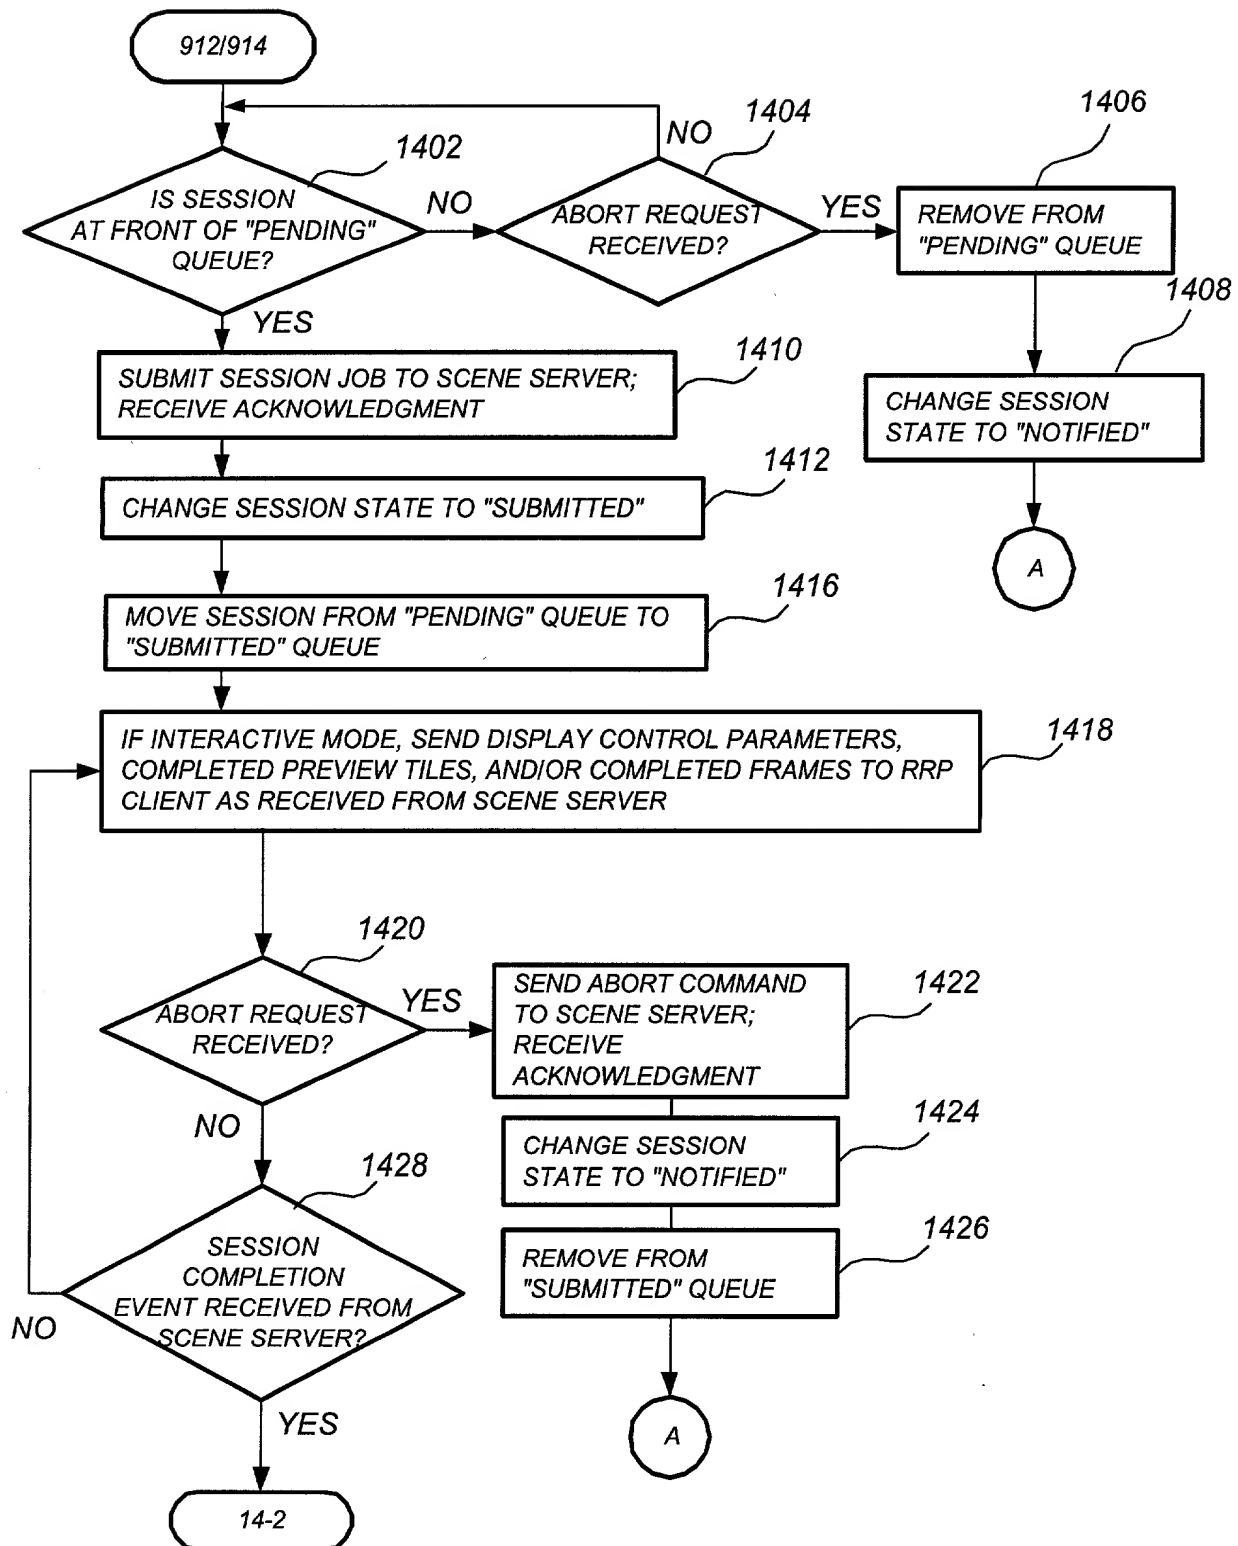 912/914
1402
IS SESSION
AT FRONT OF "PENDING"
QUEUE?
NO
1404
NO
ABORT REQUEST
RECEIVED?
YES
1406
REMOVE FROM
"PENDING" QUEUE
1408
CHANGE SESSION
STATE TO "NOTIFIED"
A
YES
1410
SUBMIT SESSION JOB TO SCENE SERVER;
RECEIVE ACKNOWLEDGMENT
1412
CHANGE SESSION STATE TO "SUBMITTED"
1416
MOVE SESSION FROM "PENDING" QUEUE TO
"SUBMITTED" QUEUE
1418
IF INTERACTIVE MODE, SEND DISPLAY CONTROL PARAMETERS,
COMPLETED PREVIEW TILES, AND/OR COMPLETED FRAMES TO RRP
CLIENT AS RECEIVED FROM SCENE SERVER
1420
ABORT REQUEST
RECEIVED?
YES
1422
SEND ABORT COMMAND
TO SCENE SERVER;
RECEIVE
ACKNOWLEDGMENT
1424
CHANGE SESSION
STATE TO "NOTIFIED"
1426
REMOVE FROM
"SUBMITTED" QUEUE
A
NO
1428
SESSION
COMPLETION
EVENT RECEIVED FROM
SCENE SERVER?
NO
YES
14-2